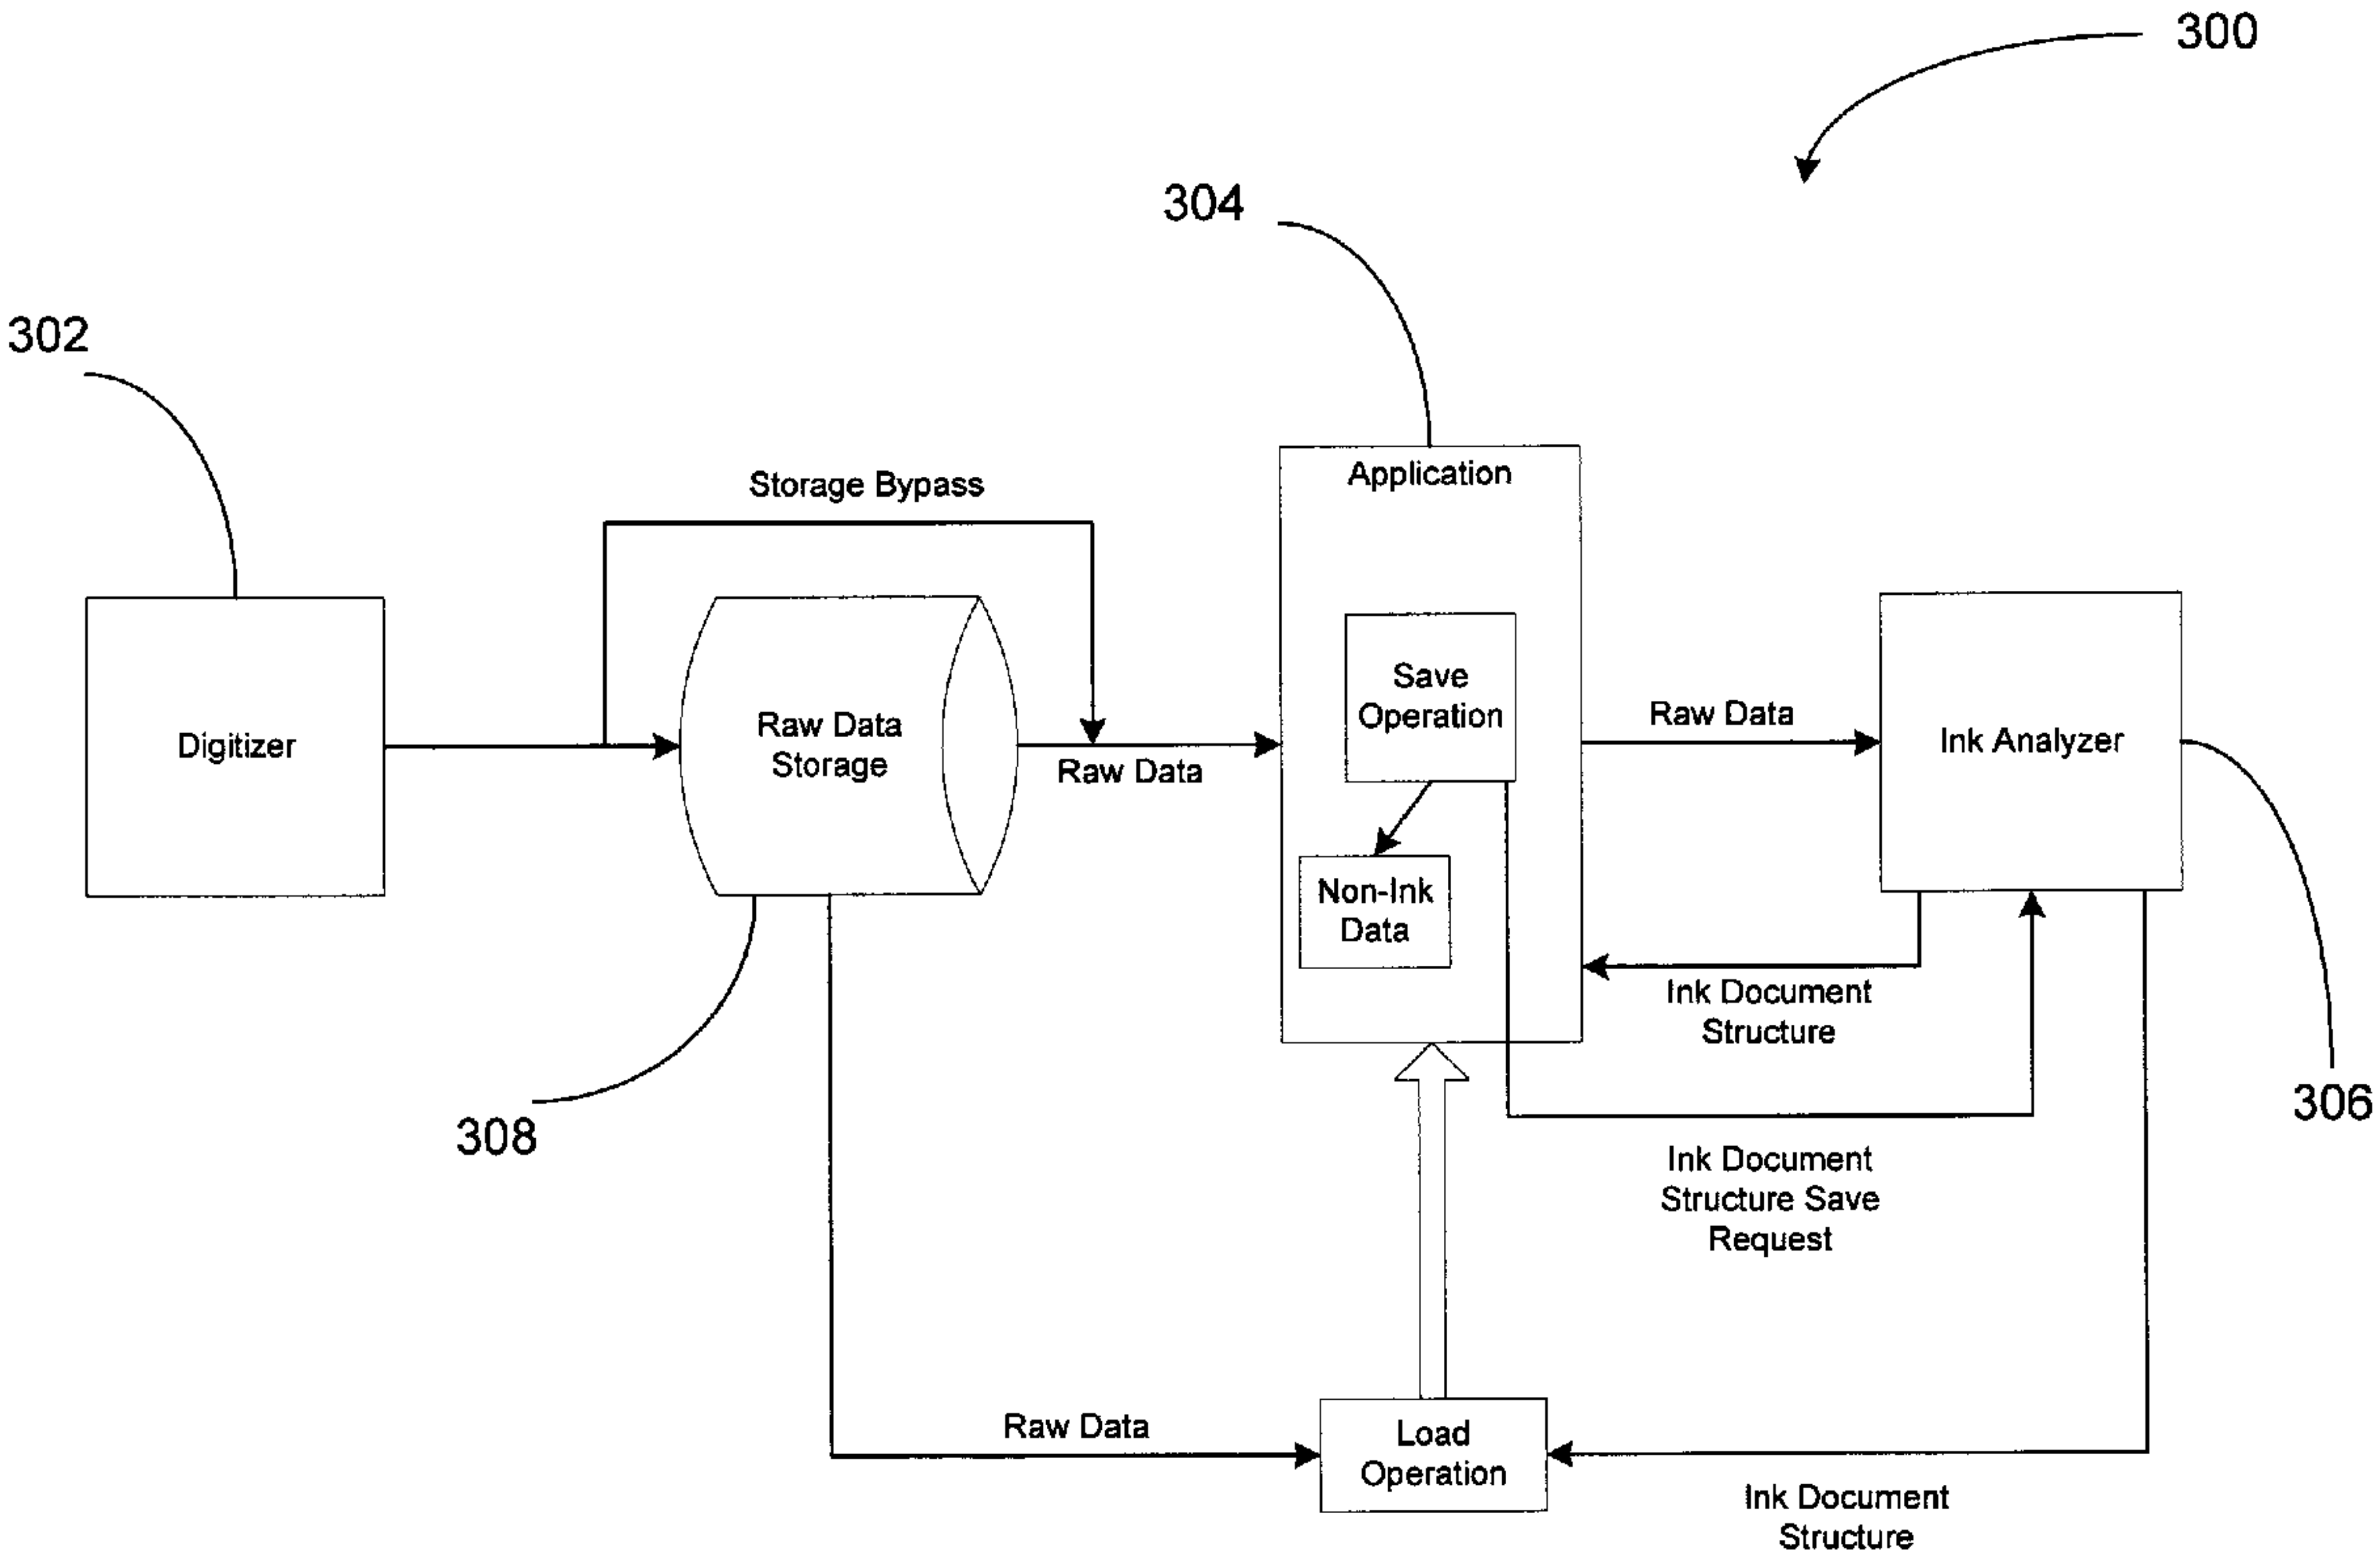 300
304
302
Application
Storage Bypass
Save
Operation
Raw Data
Storage
Digitizer
Raw Data
Raw Data
Ink Analyzer
Non-Ink
Data
Ink Document
Structure
306
308
Ink Document
Structure Save
Request
Raw Data
Load
Operation
Ink Document
Structure